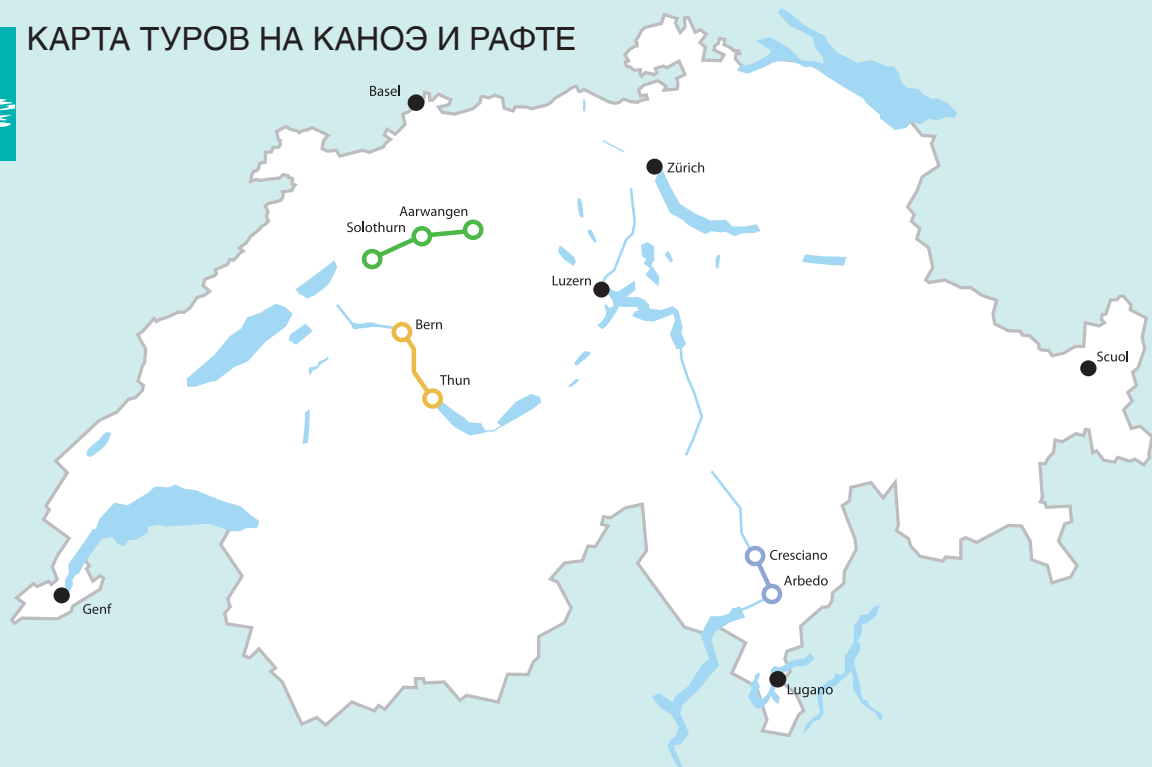 КАРТА ТУРОВ НА КАНОЭ И РАФТЕ
Basel
Zürich
Aarwangen
Solothurn
Luzern
Bern
Scuol
Thun
Cresciano
Arbedo
Genf
Lugano